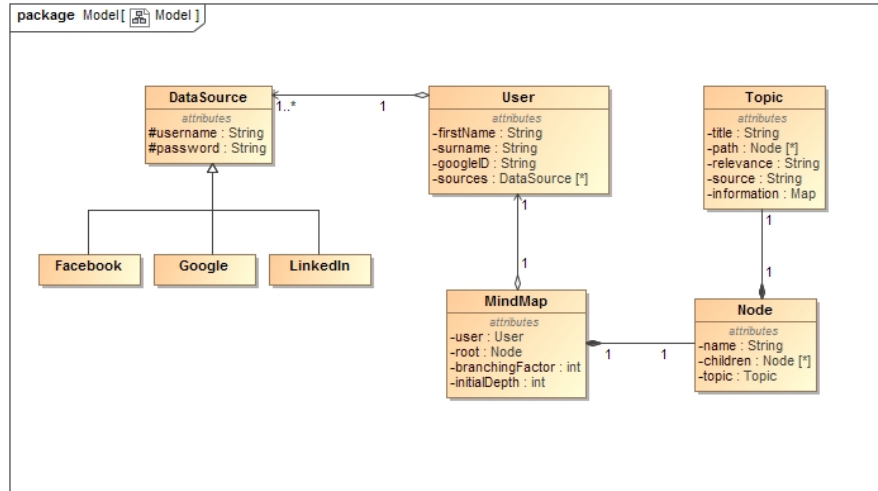 package Model[ Model ]
DataSource
attributes
#username : String
#password : String
1..*
1
User
attributes
-firstName : String
-surname : String
-googleID : String
-sources : DataSource [*]
Topic
attributes
-title : String
-path : Node [*]
-relevance : String
-source : String
-information : Map
Facebook
Google
LinkedIn
1
1
1
1
MindMap
attributes
-user : User
-root : Node
-branchingFactor : int
-initialDepth : int
1
1
Node
attributes
-name : String
-children : Node [*]
-topic : Topic